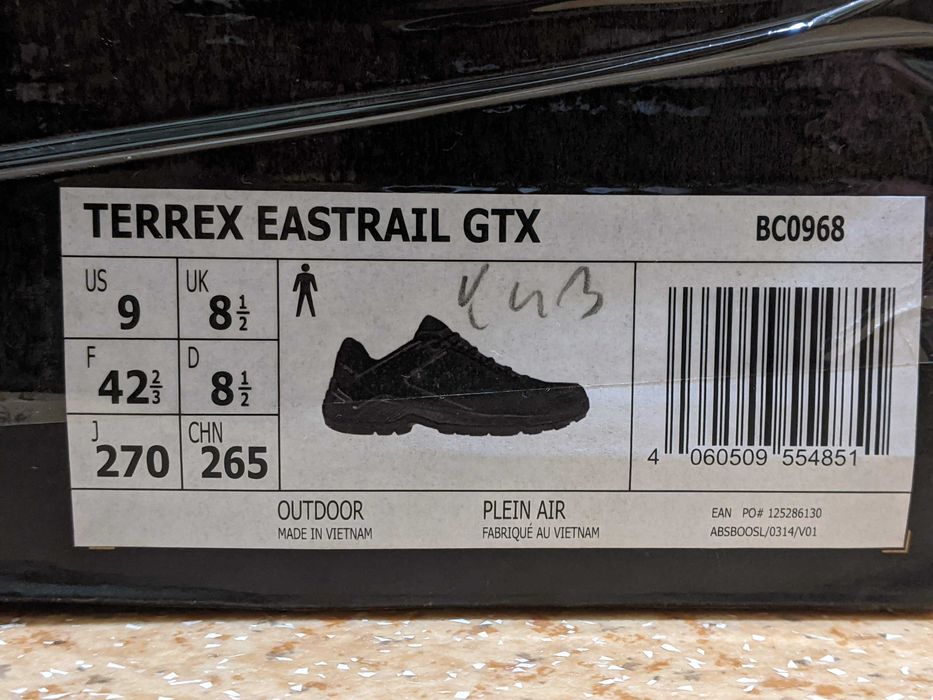 TERREX EASTRAIL GTX BC0968
US 9 UK 8 1/2
F 42 2/3 D 8 1/2
J 270 CHN 265
4 060509 554851
OUTDOOR PLEIN AIR
MADE IN VIETNAM FABRIQUÉ AU VIETNAM
EAN PO# 125286130
ABSBOOSL/0314/V01